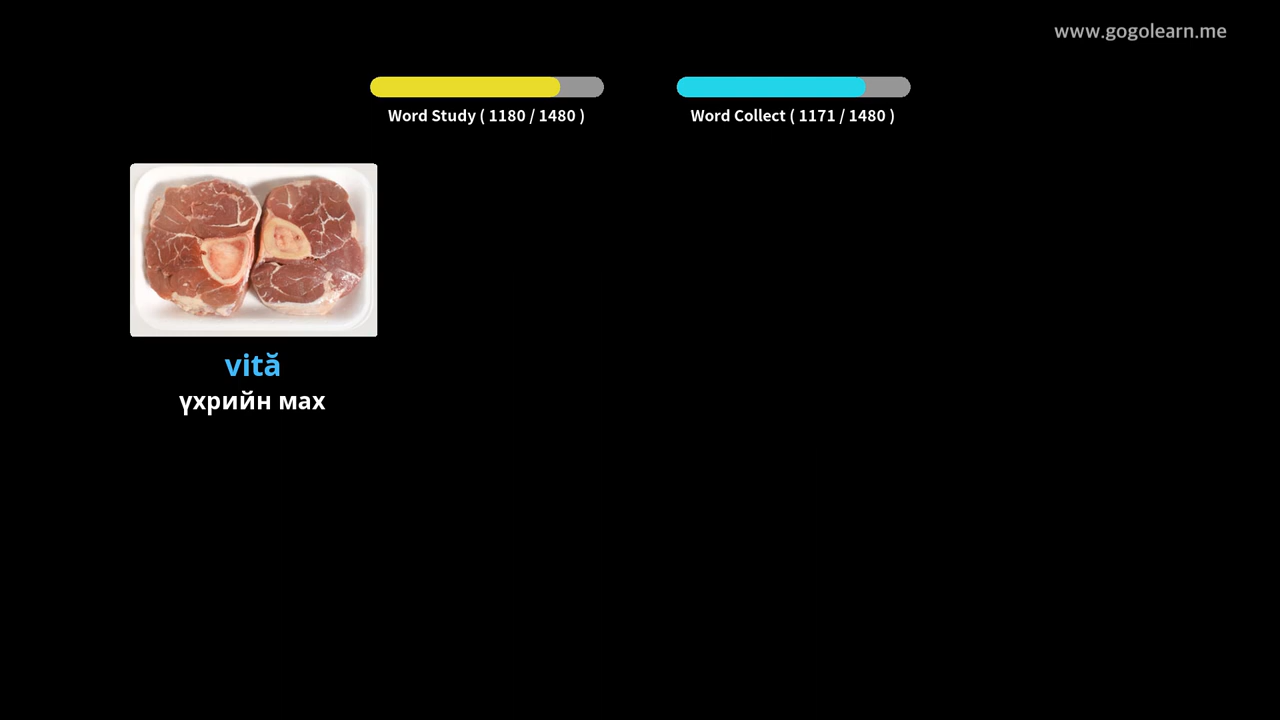 www.gogolearn.me
Word Study ( 1180 / 1480 )
Word Collect ( 1171 / 1480 )
vită
үхрийн мах